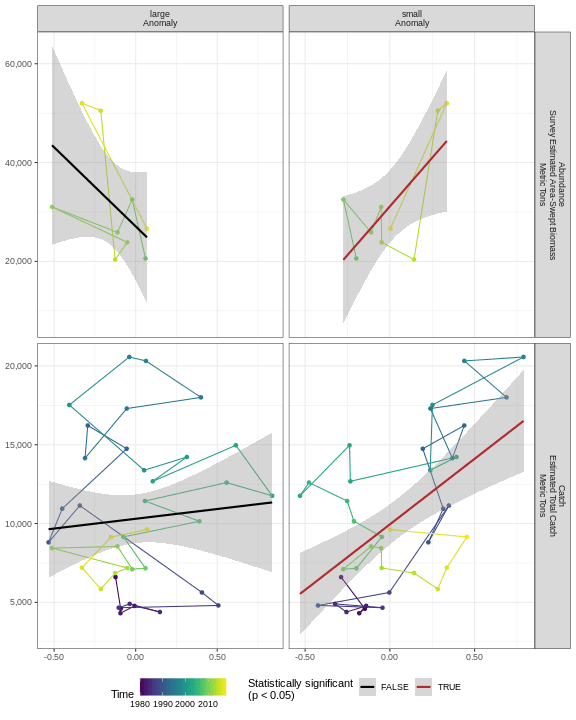 large
Anomaly
small
Anomaly
60,000
40,000
20,000
Abundance
Survey Estimated Area-Swept Biomass
Metric Tons
20,000
15,000
10,000
5,000
Catch
Estimated Total Catch
Metric Tons
-0.50 0.00 0.50
-0.50 0.00 0.50
Time
1980 1990 2000 2010
Statistically significant
(p < 0.05)
FALSE
TRUE